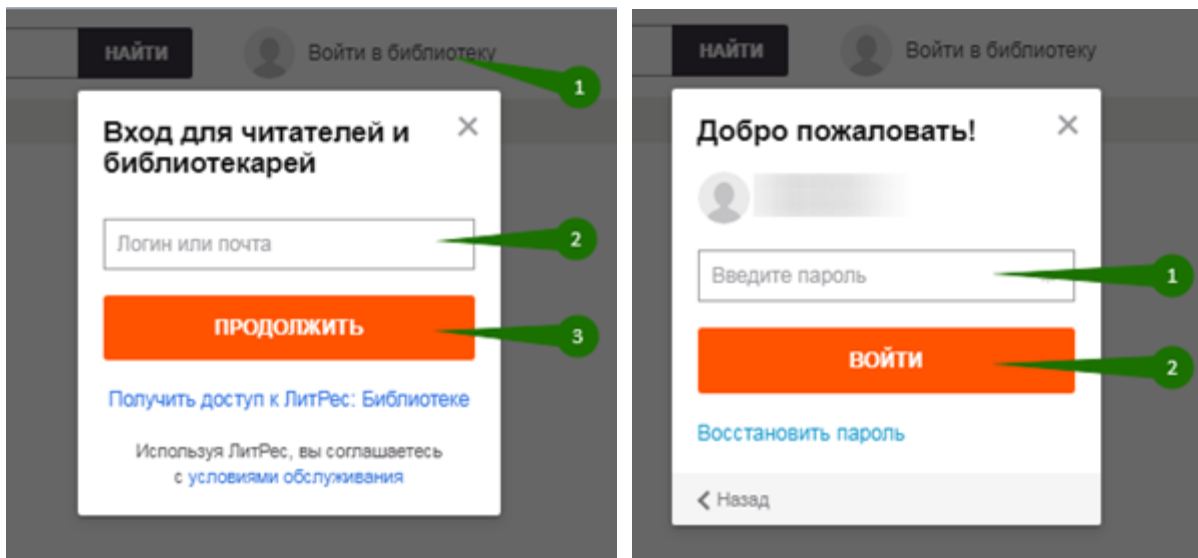 НАЙТИ
Войти в библиотеку
1
Вход для читателей и
библиотекарей
Логин или почта
2
ПРОДОЛЖИТЬ
3
Получить доступ к ЛитРес: Библиотеке
Используя ЛитРес, вы соглашаетесь
с условиями обслуживания
НАЙТИ
Войти в библиотеку
Добро пожаловать!
Введите пароль
1
ВОЙТИ
2
Восстановить пароль
Назад